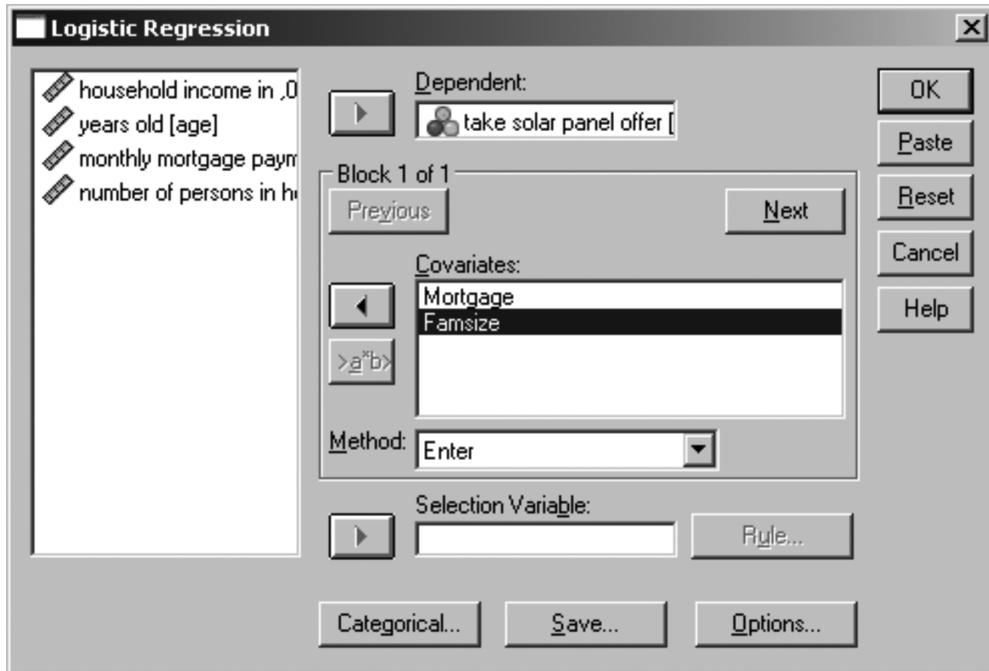 Logistic Regression
household income in ,0
years old [age]
monthly mortgage paym
number of persons in h
Dependent:
take solar panel offer [
Block 1 of 1
Previous
Next
Covariates:
Mortgage
Famsize
>a*b>
Method:
Enter
Selection Variable:
Rule...
Categorical...
Save...
Options...
OK
Paste
Reset
Cancel
Help